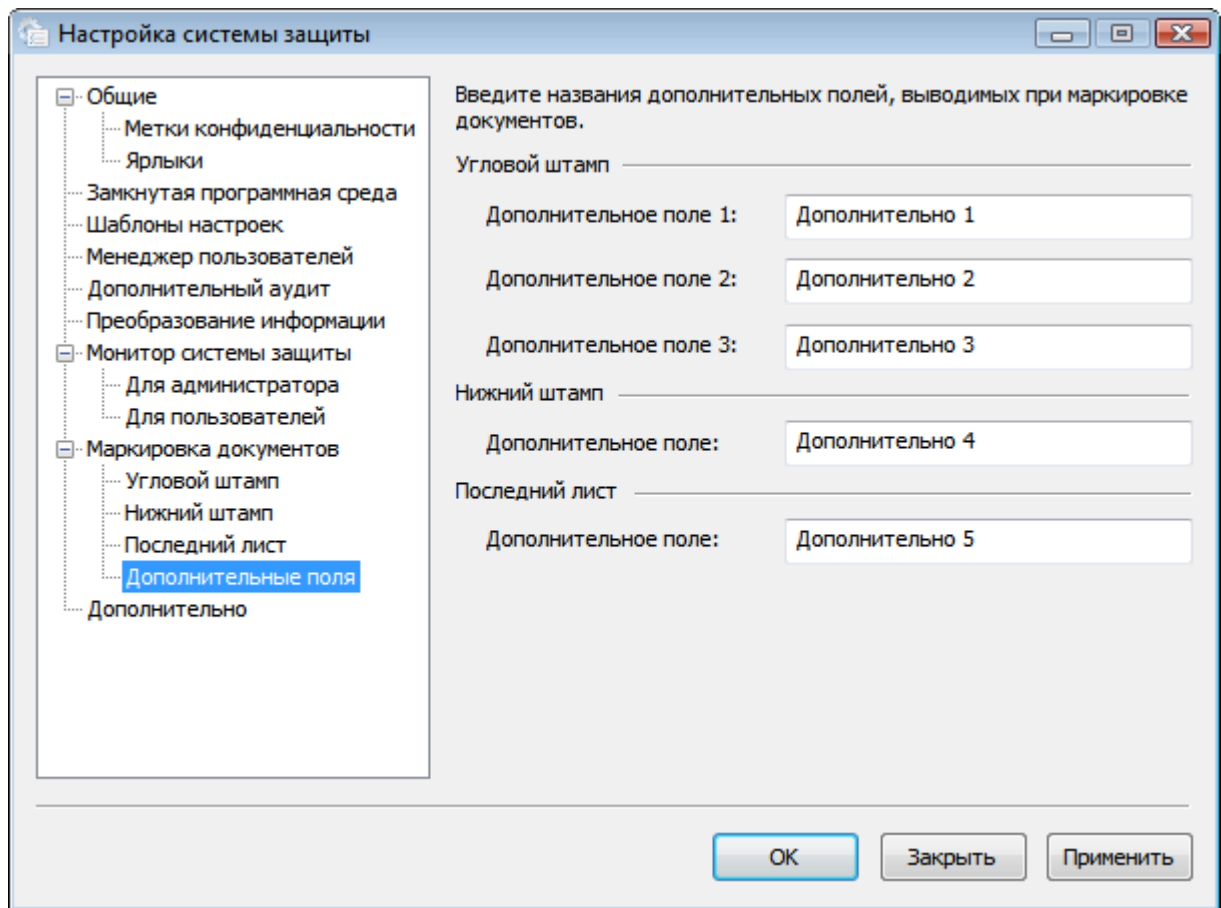 Настройка системы защиты
Общие
Метки конфиденциальности
Ярлыки
Замкнутая программная среда
Шаблоны настроек
Менеджер пользователей
Дополнительный аудит
Преобразование информации
Монитор системы защиты
Для администратора
Для пользователей
Маркировка документов
Угловой штамп
Нижний штамп
Последний лист
Дополнительные поля
Дополнительно
Введите названия дополнительных полей, выводимых при маркировке
документов.
Угловой штамп
Дополнительное поле 1: Дополнительно 1
Дополнительное поле 2: Дополнительно 2
Дополнительное поле 3: Дополнительно 3
Нижний штамп
Дополнительное поле: Дополнительно 4
Последний лист
Дополнительное поле: Дополнительно 5
ОК Закрыть Применить